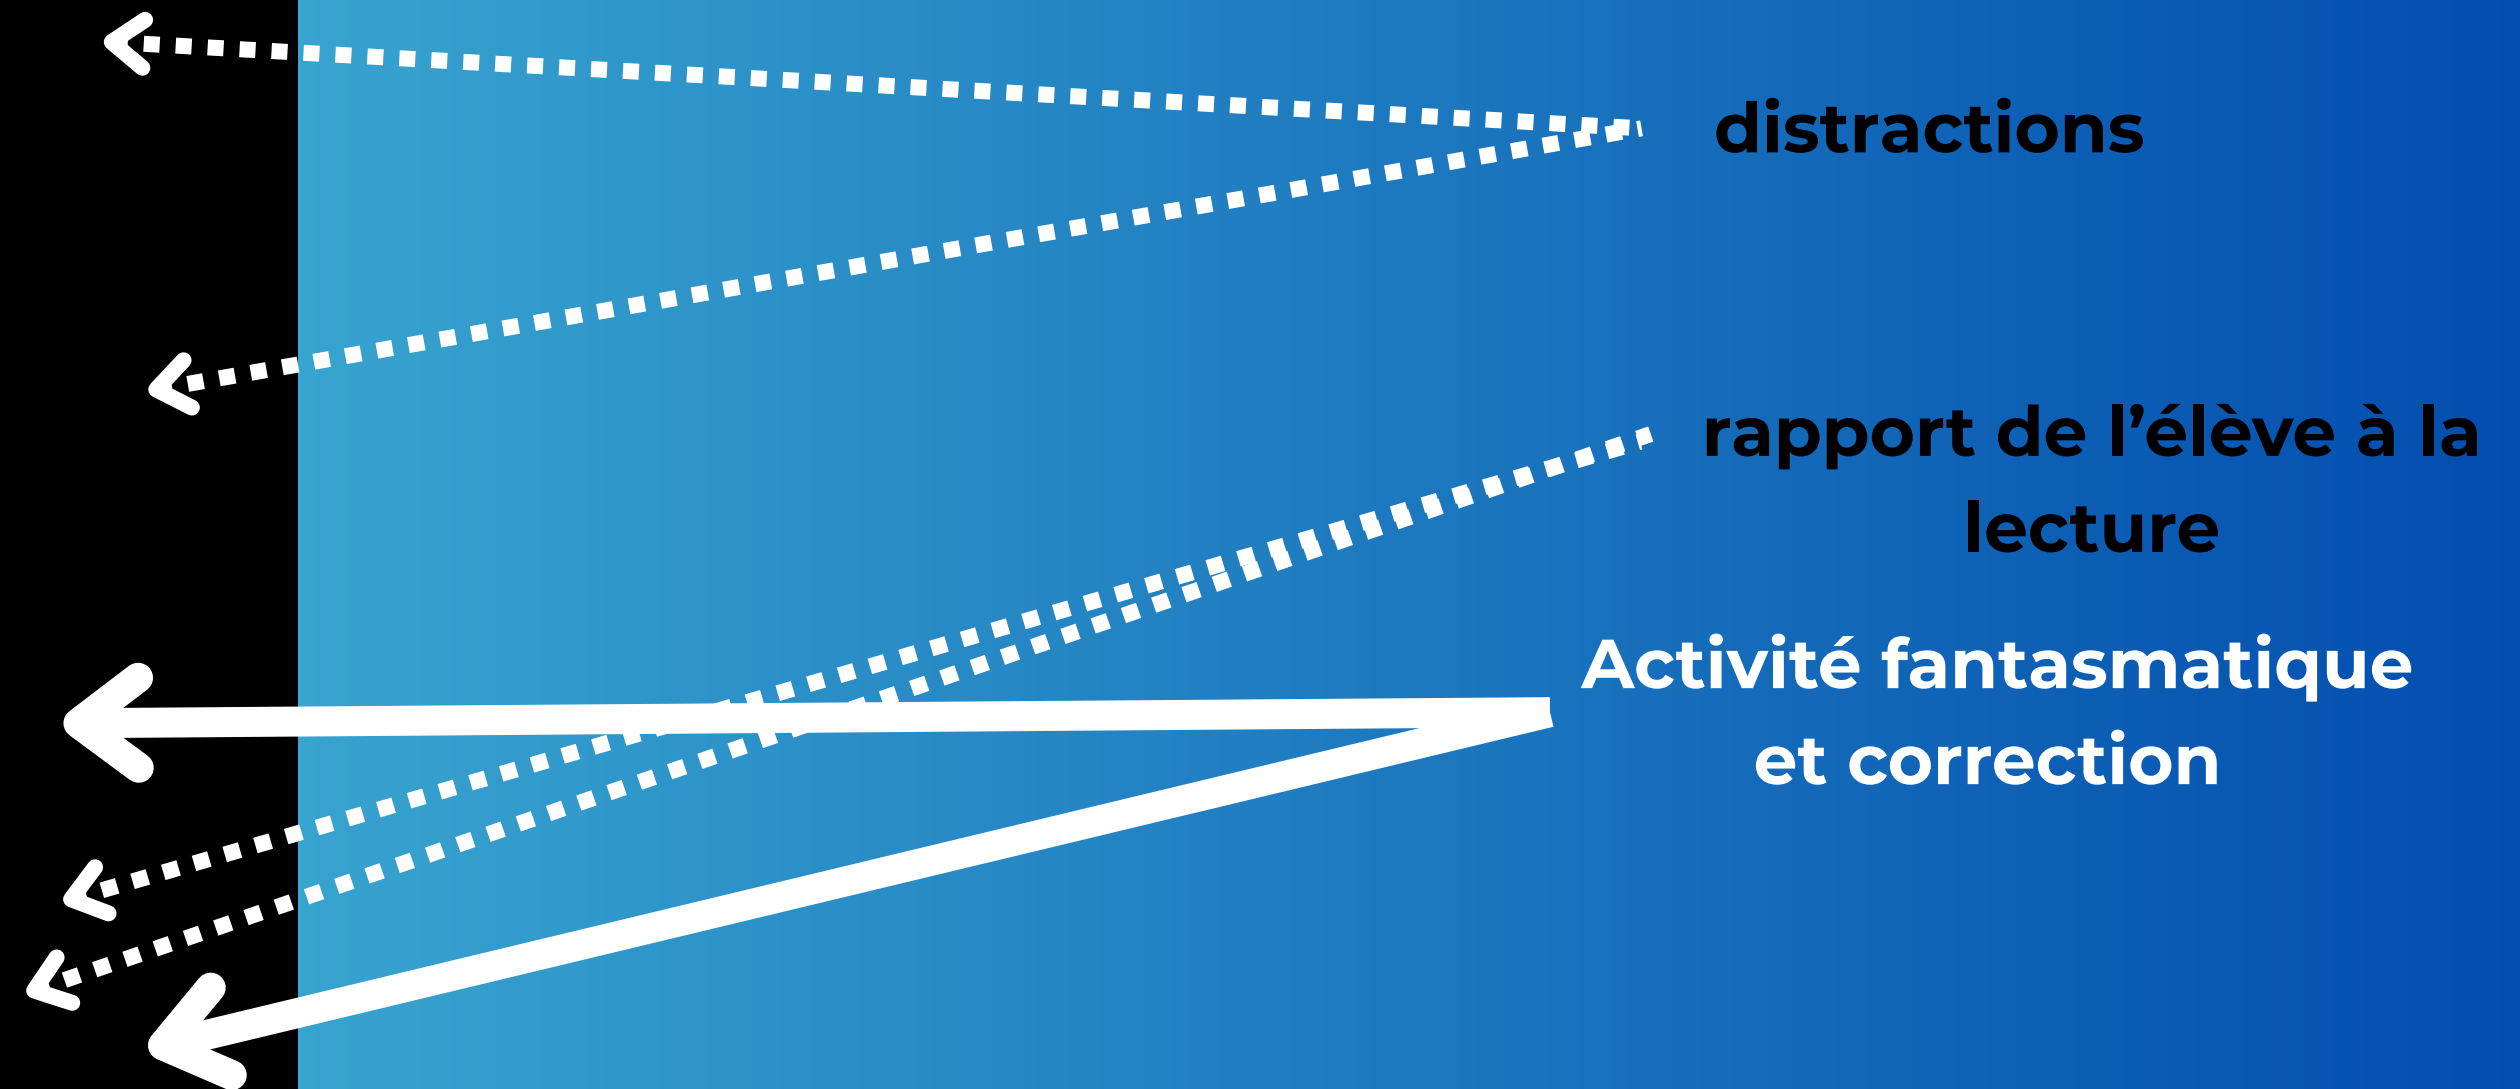 distractions
rapport de l’élève à la
lecture
Activité fantasmatique
et correction